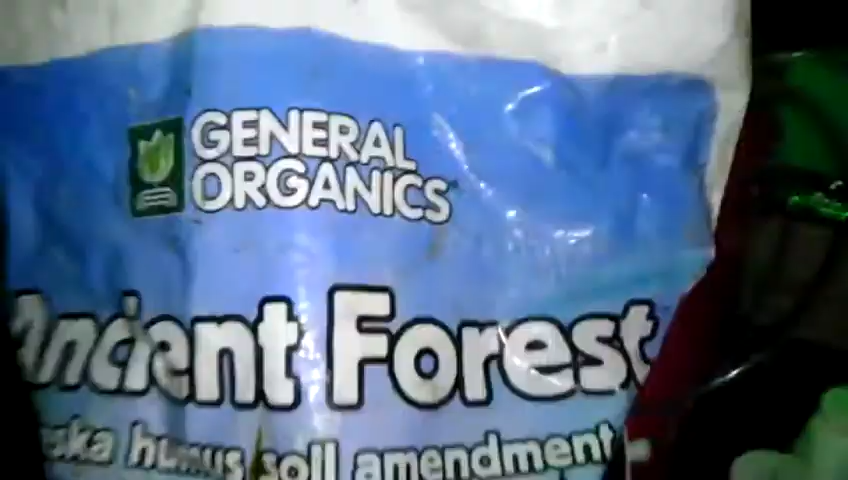 GENERAL
ORGANICS
Ancient Forest
humus soil amendment